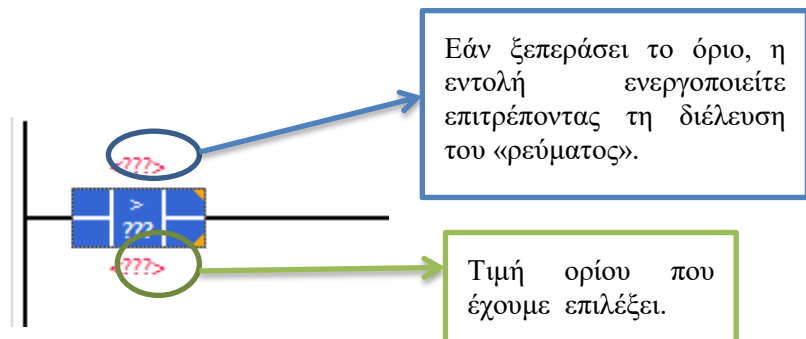 Εάν ξεπεράσει το όριο, η
εντολή ενεργοποιείτε
επιτρέποντας τη διέλευση
του «ρεύματος».
<???>
>
???
<???>
Τιμή ορίου που
έχουμε επιλέξει.